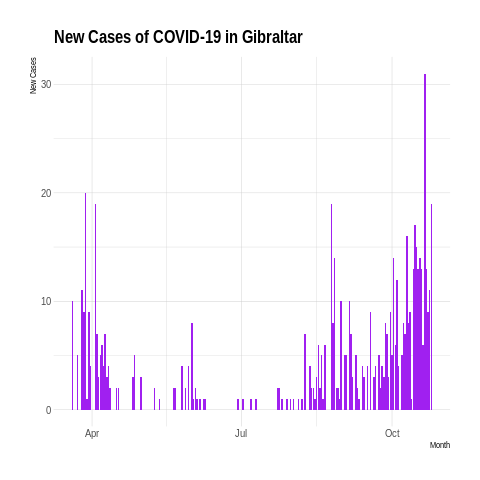 New Cases of COVID-19 in Gibraltar
New Cases
30
20
10
0
Apr
Jul
Oct
Month